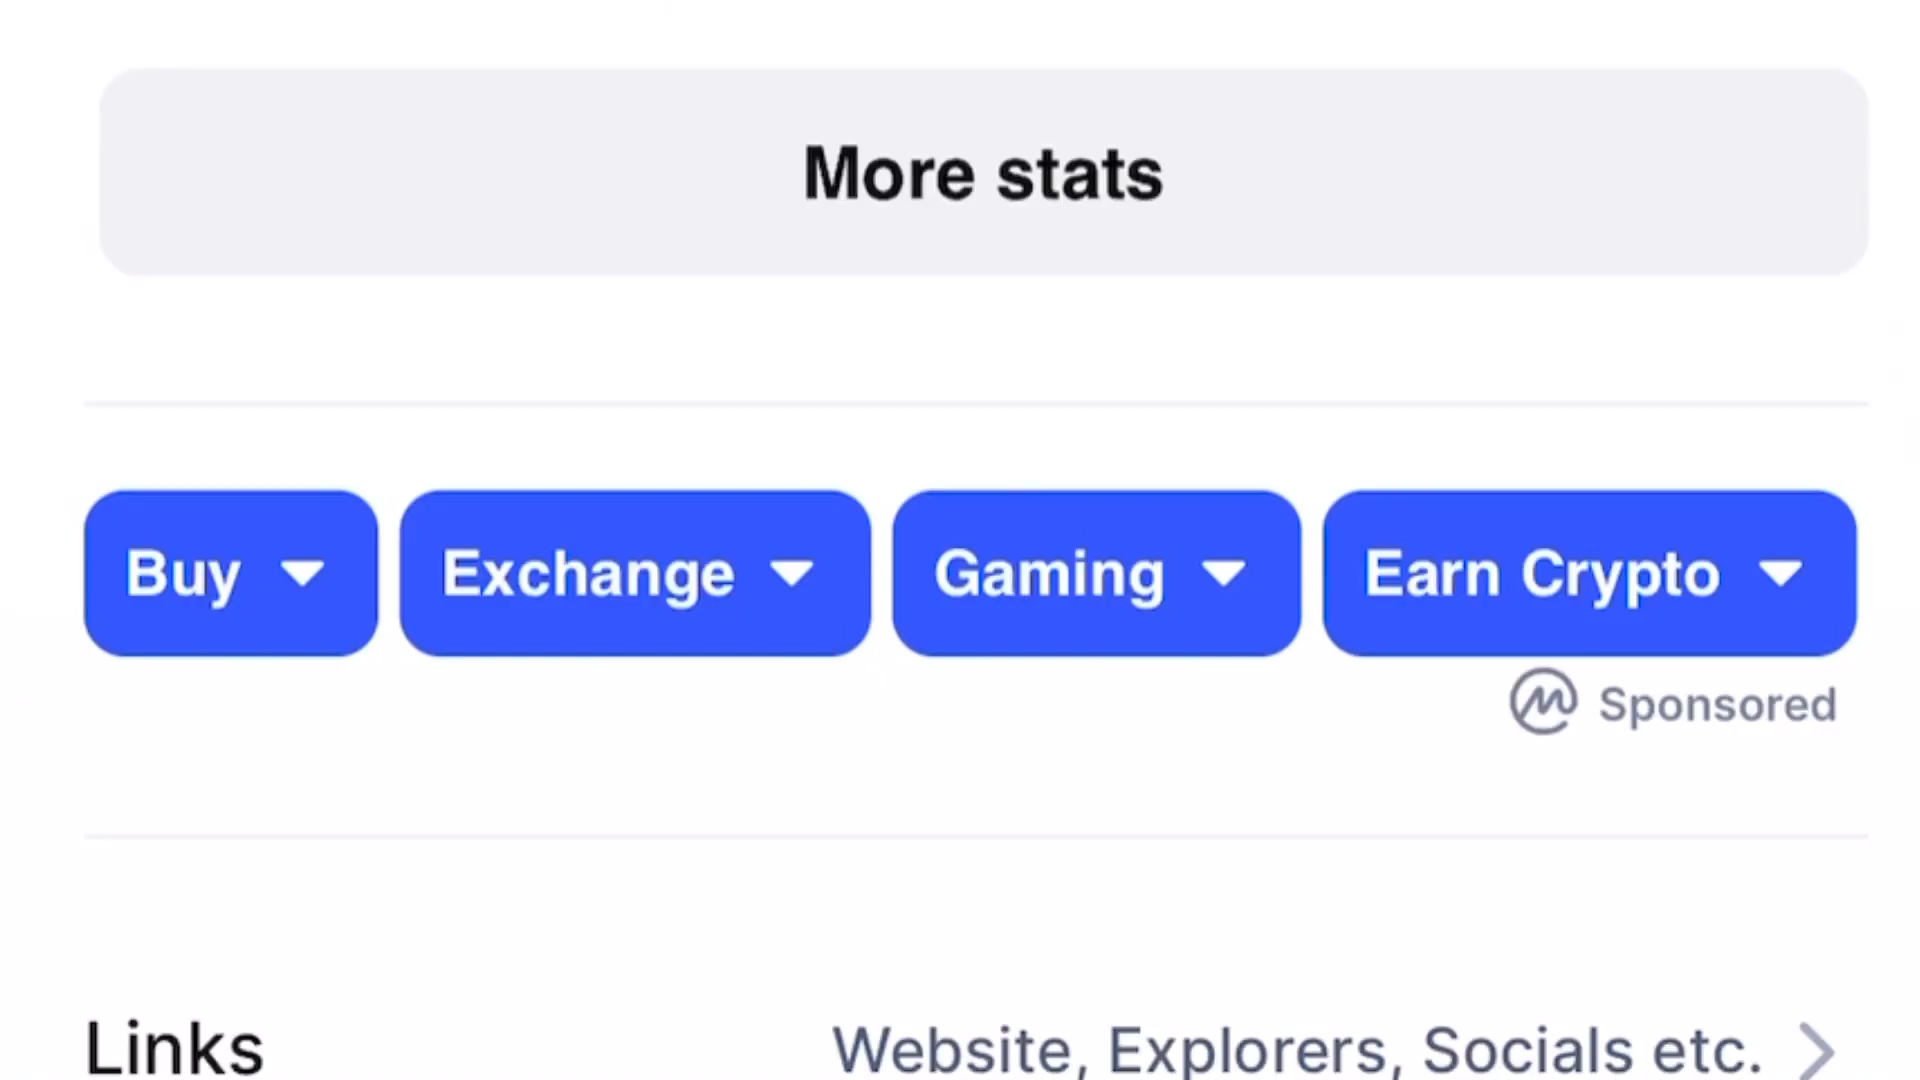 More stats
Buy Exchange Gaming Earn Crypto
Sponsored
Links Website, Explorers, Socials etc.